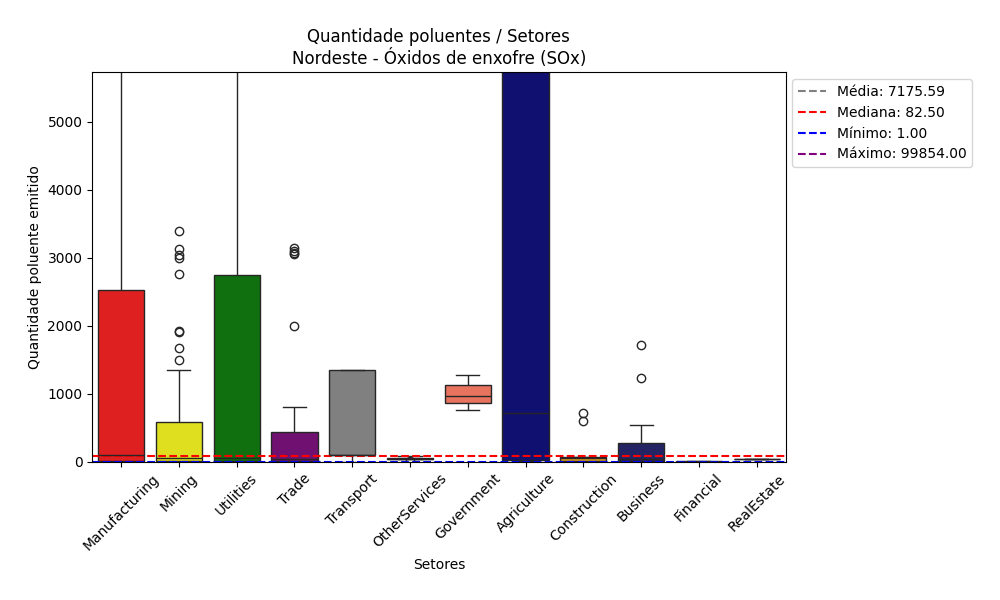 Quantidade poluentes / Setores
Nordeste - Óxidos de enxofre (SOx)
Média: 7175.59
Mediana: 82.50
Mínimo: 1.00
Máximo: 99854.00
Quantidade poluente emitido
5000
4000
3000
2000
1000
0
Manufacturing
Mining
Utilities
Trade
Transport
OtherServices
Government
Agriculture
Construction
Business
Financial
RealEstate
Setores